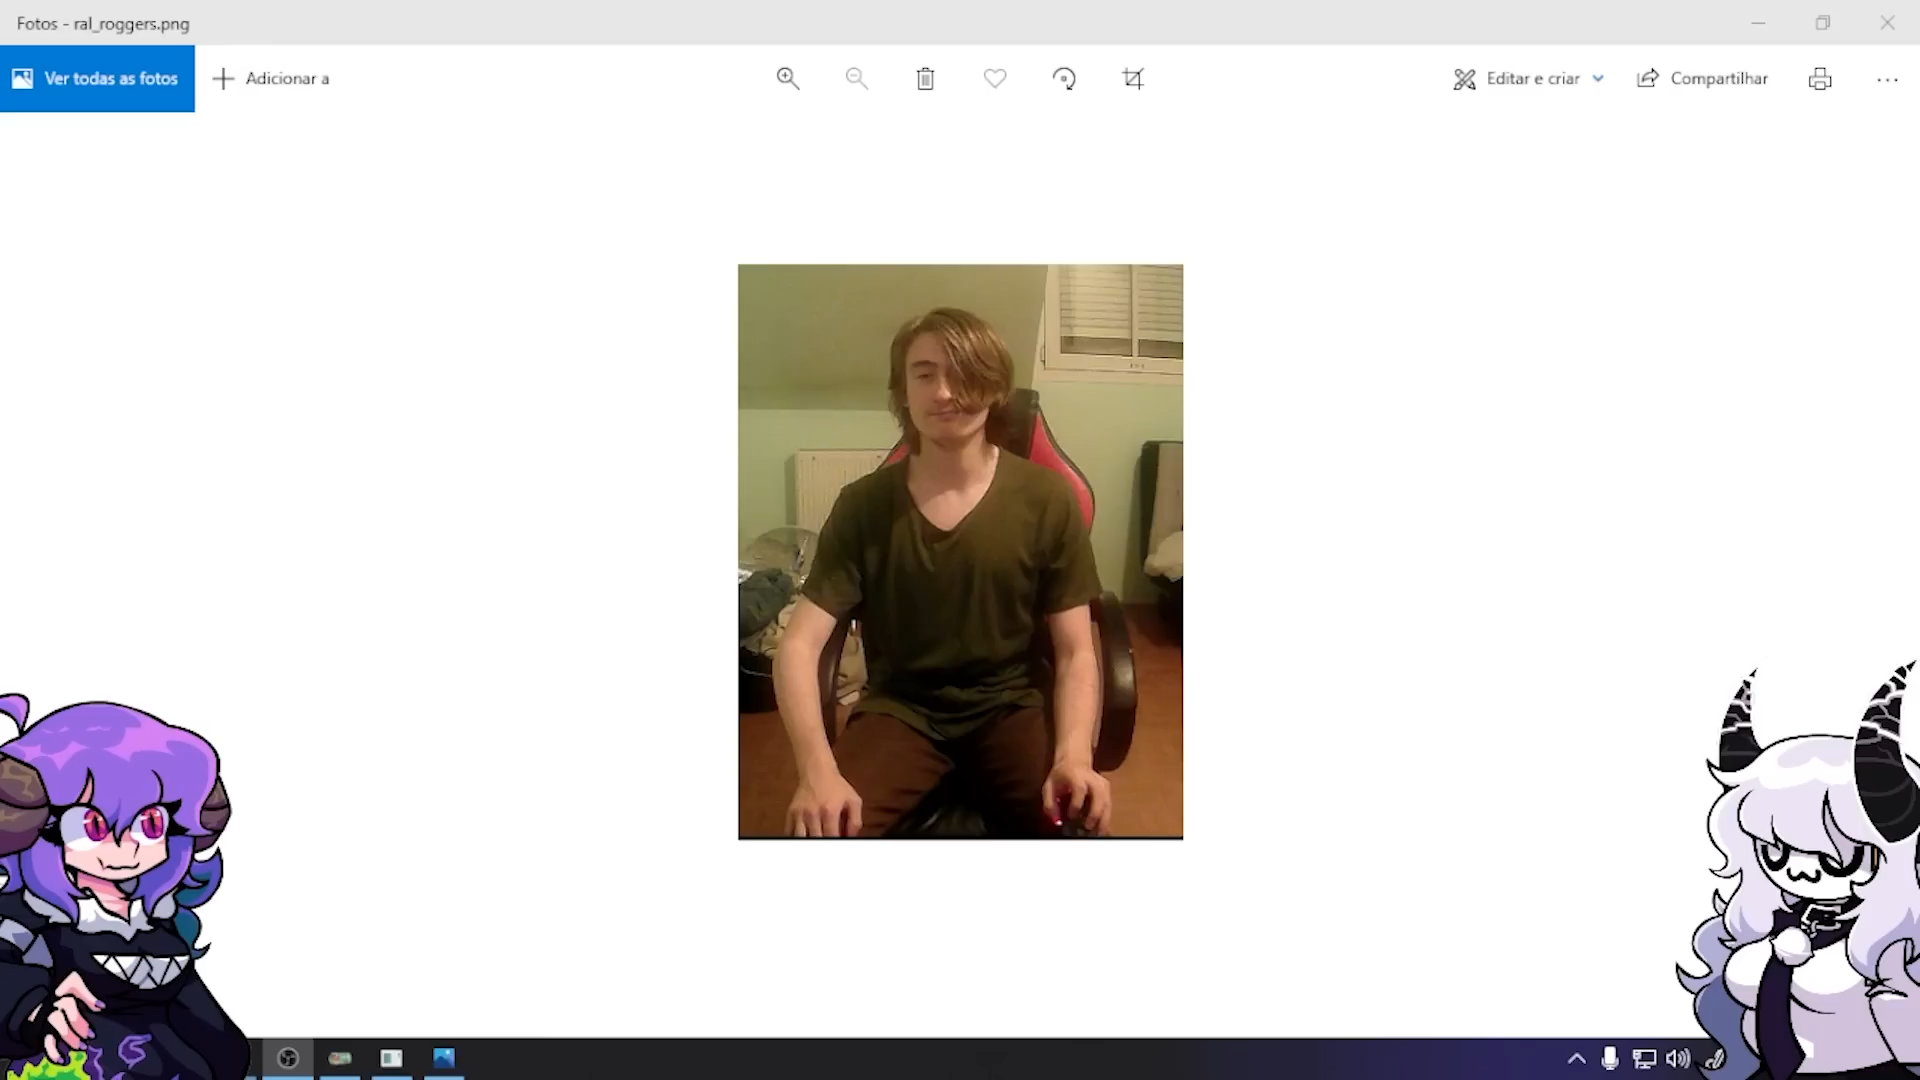 Fotos - ral_roggers.png
Ver todas as fotos
Adicionar a
Editar e criar
Compartilhar